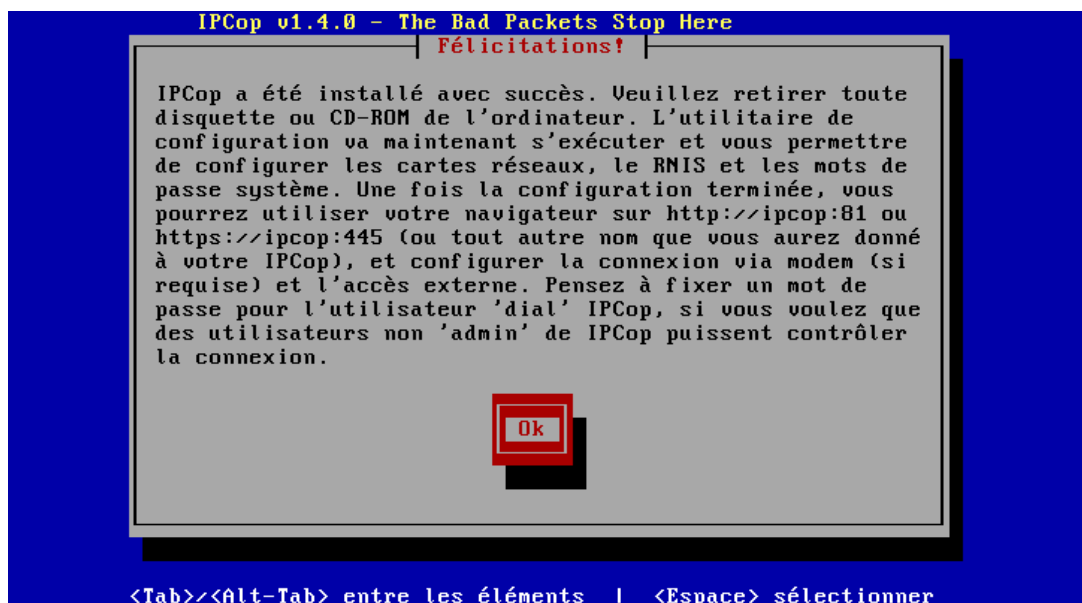 IPCop v1.4.0 - The Bad Packets Stop Here
Félicitations!
IPCop a été installé avec succès. Veuillez retirer toute
disquette ou CD-ROM de l'ordinateur. L'utilitaire de
configuration va maintenant s'exécuter et vous permettre
de configurer les cartes réseaux, le RNIS et les mots de
passe système. Une fois la configuration terminée, vous
pourrez utiliser votre navigateur sur http://ipcop:81 ou
https://ipcop:445 (ou tout autre nom que vous aurez donné
à votre IPCop), et configurer la connexion via modem (si
requise) et l'accès externe. Pensez à fixer un mot de
passe pour l'utilisateur 'dial' IPCop, si vous voulez que
des utilisateurs non 'admin' de IPCop puissent contrôler
la connexion.
Ok
<Tab>/<Alt-Tab> entre les éléments | <Espace> sélectionner